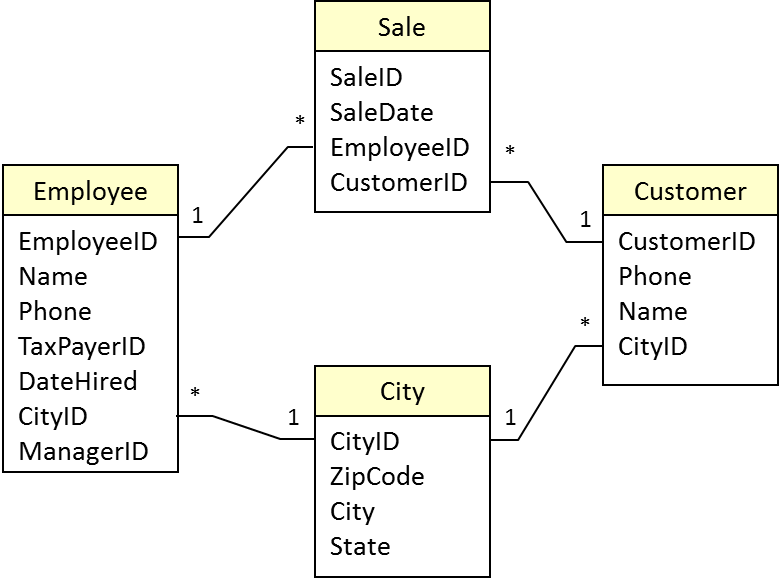 Sale
SaleID
SaleDate
EmployeeID
CustomerID
*
*
1
1
Employee
EmployeeID
Name
Phone
TaxPayerID
DateHired
CityID
ManagerID
Customer
CustomerID
Phone
Name
CityID
*
*
1
1
City
CityID
ZipCode
City
State